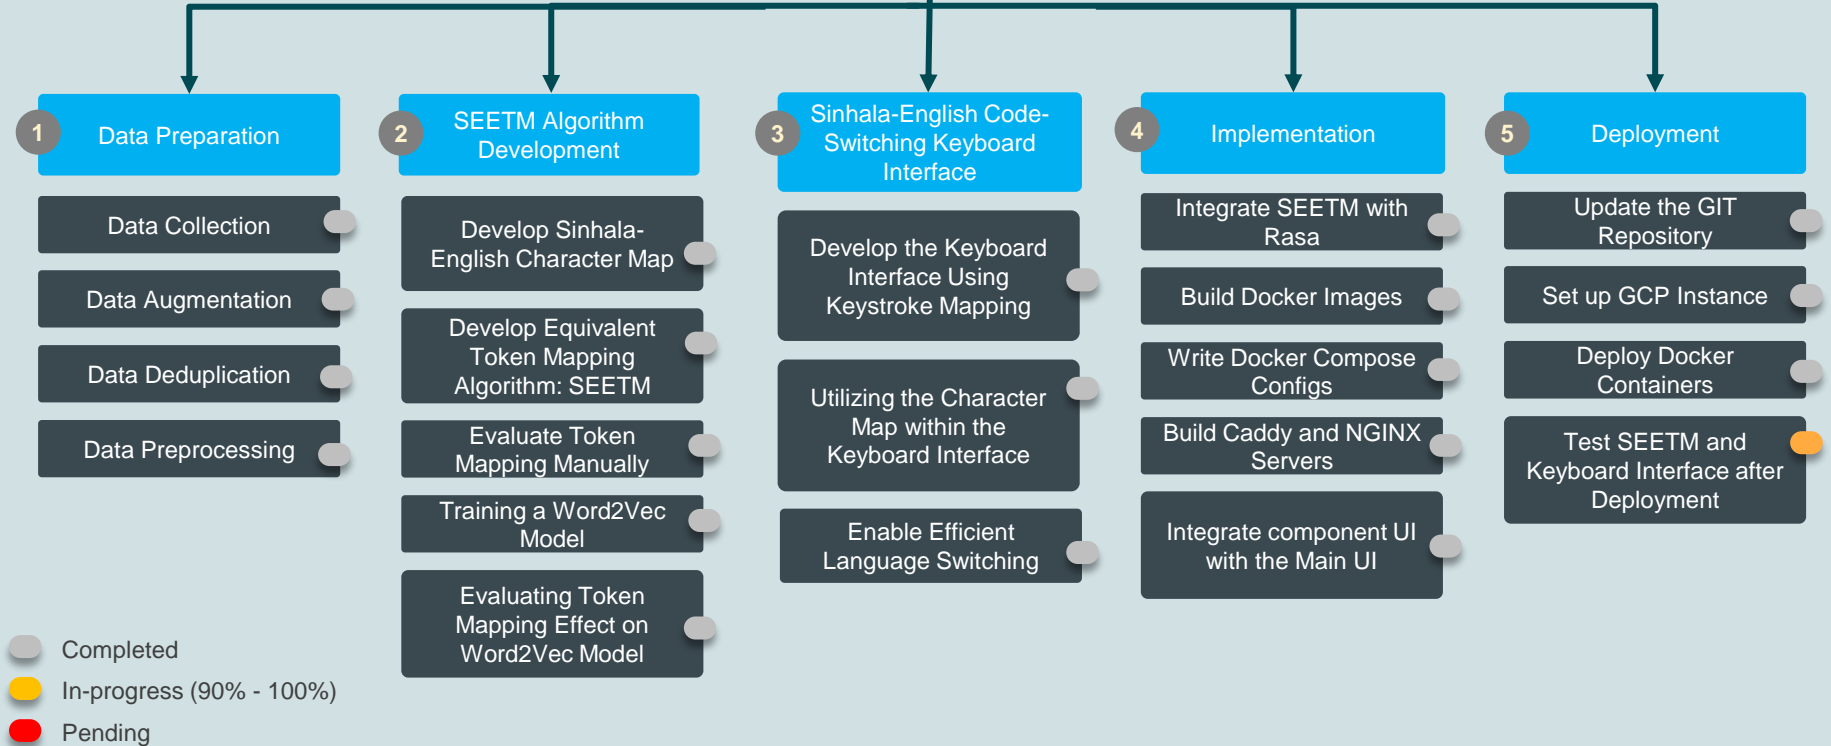 1
Data Preparation
Data Collection
Data Augmentation
Data Deduplication
Data Preprocessing
2
SEETM Algorithm
Development
Develop Sinhala-
English Character Map
Develop Equivalent
Token Mapping
Algorithm: SEETM
Evaluate Token
Mapping Manually
Training a Word2Vec
Model
Evaluating Token
Mapping Effect on
Word2Vec Model
3
Sinhala-English Code-
Switching Keyboard
Interface
Develop the Keyboard
Interface Using
Keystroke Mapping
Utilizing the Character
Map within the
Keyboard Interface
Enable Efficient
Language Switching
4
Implementation
Integrate SEETM with
Rasa
Build Docker Images
Write Docker Compose
Configs
Build Caddy and NGINX
Servers
Integrate component UI
with the Main UI
5
Deployment
Update the GIT
Repository
Set up GCP Instance
Deploy Docker
Containers
Test SEETM and
Keyboard Interface after
Deployment
Completed
In-progress (90% - 100%)
Pending